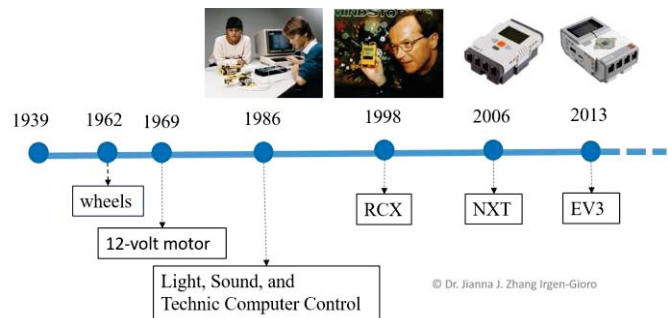 MINDSTORMS
1939 1962 1969 1986 1998 2006 2013
wheels
RCX
NXT
EV3
12-volt motor
Light, Sound, and
Technic Computer Control
© Dr. Jianna J. Zhang Irgen-Gioro